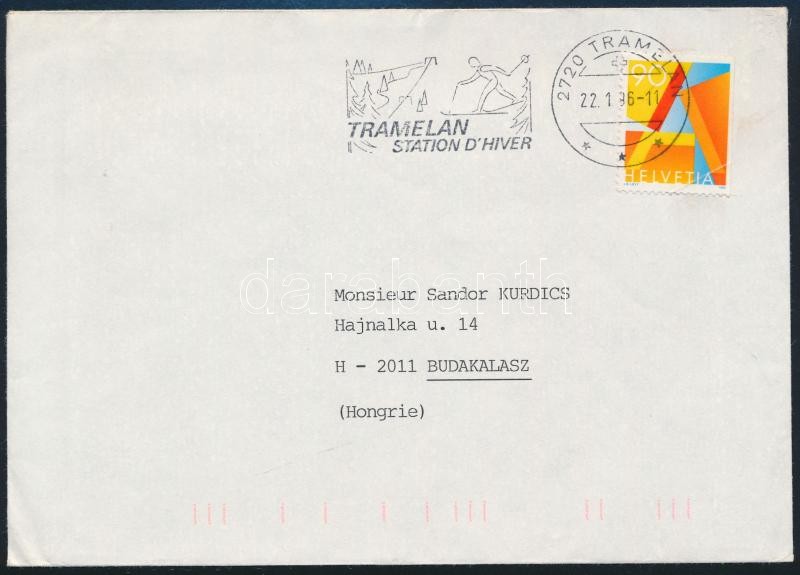 2720 TRAMELAN
90
22.1.96-11
TRAMELAN
STATION D'HIVER
HELVETIA
darabanth
Monsieur Sandor KURDICS
Hajnalka u. 14
H - 2011 BUDAKALASZ
(Hongrie)